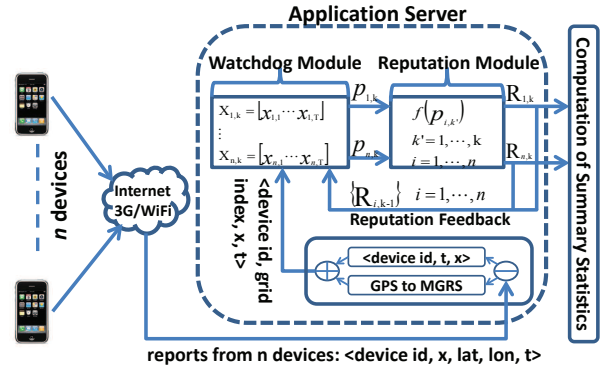 Application Server
Watchdog Module
Reputation Module
X1,k = [x1,1 ⋯ x1,T]
⋮
Xn,k = [xn,1 ⋯ xn,T]
p1,k
pn,k
f(pi,k')
k' = 1,⋯,k
i = 1,⋯,n
R1,k
Rn,k
{Ri,k-1} i = 1,⋯,n
Reputation Feedback
n devices
Internet
3G/WiFi
<device id, grid
index, x, t>
<device id, t, x>
GPS to MGRS
Computation of
Summary Statistics
reports from n devices: <device id, x, lat, lon, t>